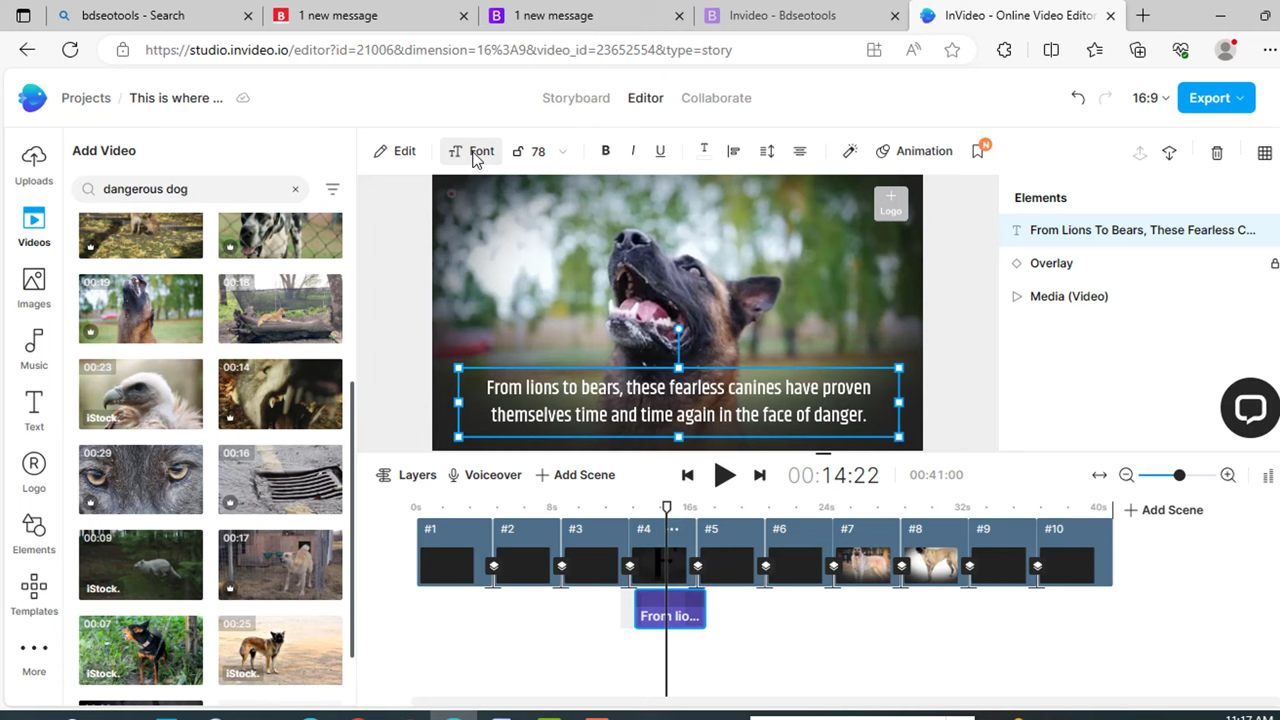 bdseotools - Search
1 new message
1 new message
Invideo - Bdseotools
InVideo - Online Video Editor
https://studio.invideo.io/editor?id=21006&dimension=16%3A9&video_id=23652554&type=story
Projects / This is where ...
Storyboard
Editor
Collaborate
16:9
Export
Uploads
Videos
Images
Music
Text
Logo
Elements
Templates
More
Add Video
dangerous dog
00:19
00:18
00:23
iStock.
00:14
00:29
00:16
00:09
iStock.
00:17
00:07
iStock.
00:25
iStock.
Edit
Font
78
B
I
U
Animation
N
Logo
From lions to bears, these fearless canines have proven
themselves time and time again in the face of danger.
Elements
From Lions To Bears, These Fearless C...
Overlay
Media (Video)
Layers
Voiceover
Add Scene
00:14:22
00:41:00
0s
8s
16s
24s
32s
40s
#1
#2
#3
#4
#5
#6
#7
#8
#9
#10
Add Scene
From lio...
11:17 AM